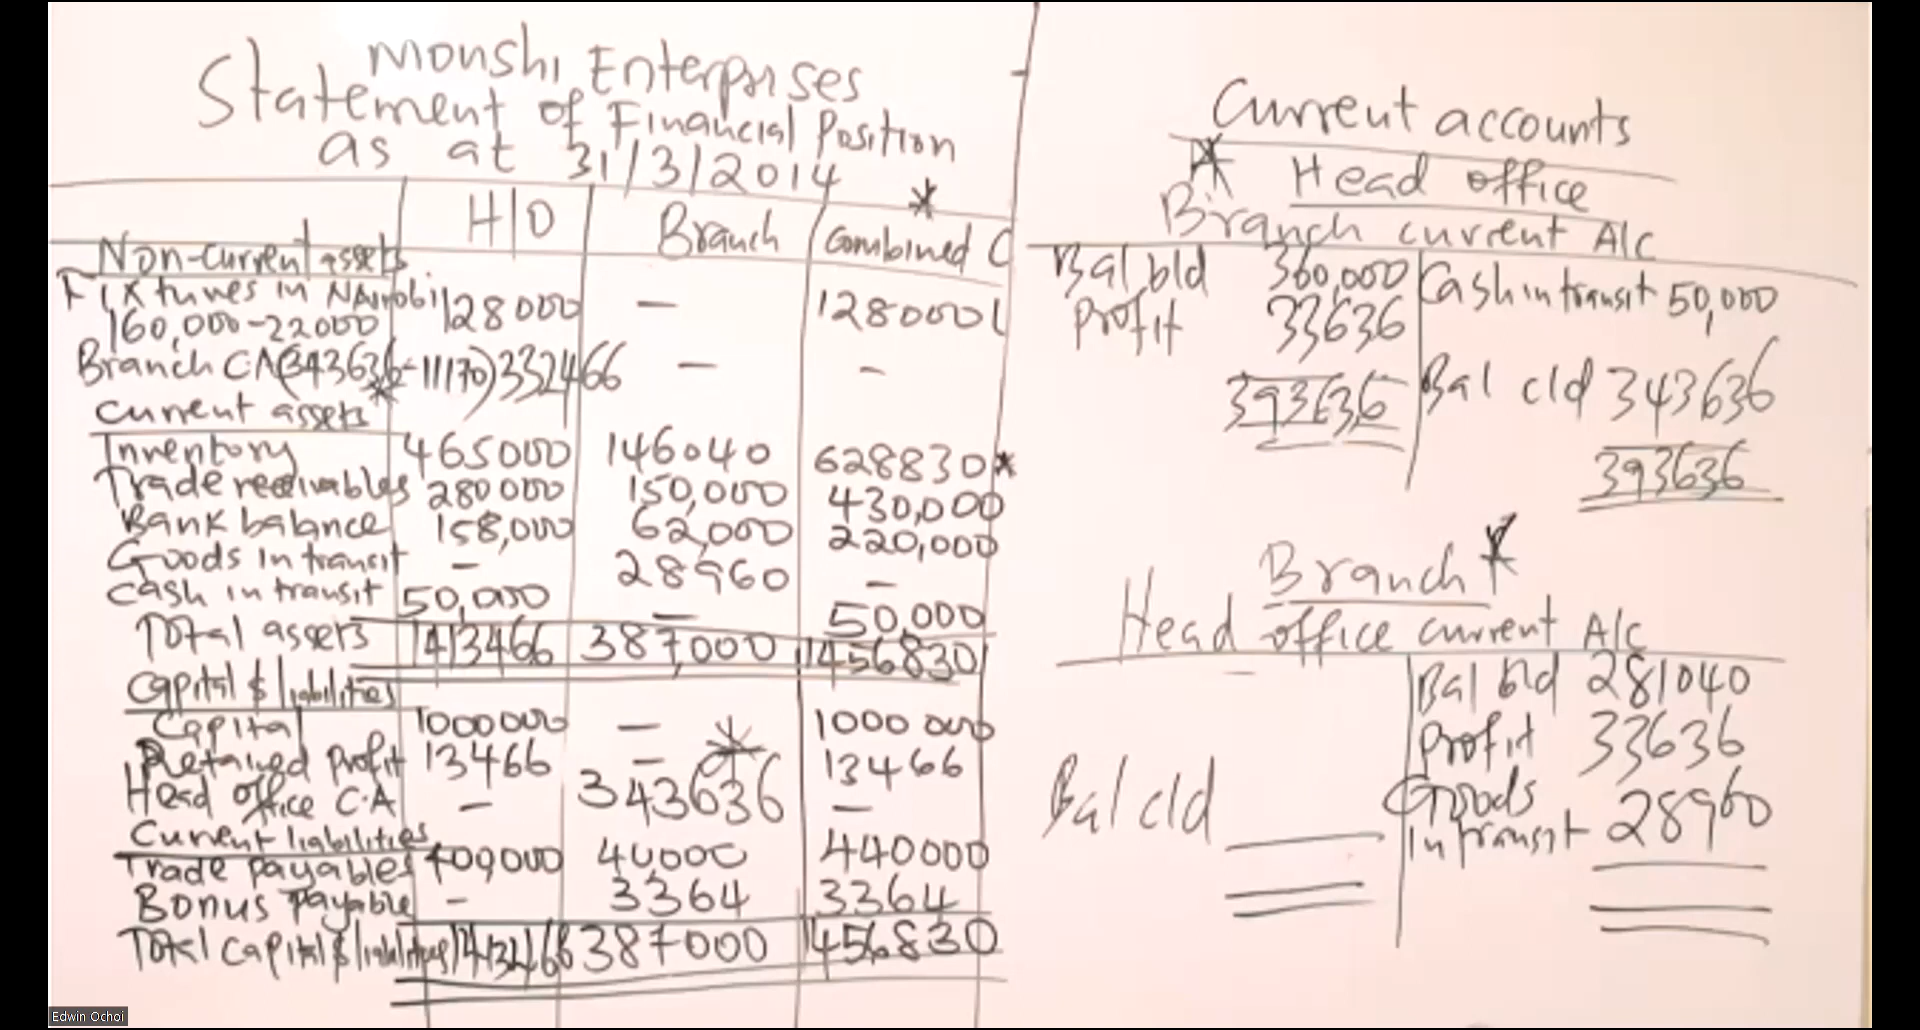 Monshi Enterprises
Statement of Financial Position
as at 31/3/2014
H/O Branch Combined C
Non-current assets
Fixtures in Nairobi 128000 — 128000
160,000-22000
Branch CA (343636-11170) 332466 — —
Current assets
Inventory 465000 146040 628830*
Trade receivables 280000 150,000 430,000
Bank balance 158,000 62,000 220,000
Goods in transit — 28960 —
Cash in transit 50,000 — 50,000
Total assets 1413466 387,000 1456830
Capital & liabilities
Capital 1000000 — 1000000
Retained profit 13466 — 13466
Head office C.A — 343636 —
Current liabilities
Trade payables 400000 40,000 440000
Bonus payable — 3364 3364
Total capital & liabilities 1413466 387000 1456830
Current accounts
Head office
Branch current A/C
Bal b/d 360,000 Cash in transit 50,000
Profit 33636
Bal c/d 343636
393636 393636
Branch *
Head office current A/C
Bal b/d 281040
Profit 33636
Bal c/d Goods
in transit 28960
Edwin Ochoi